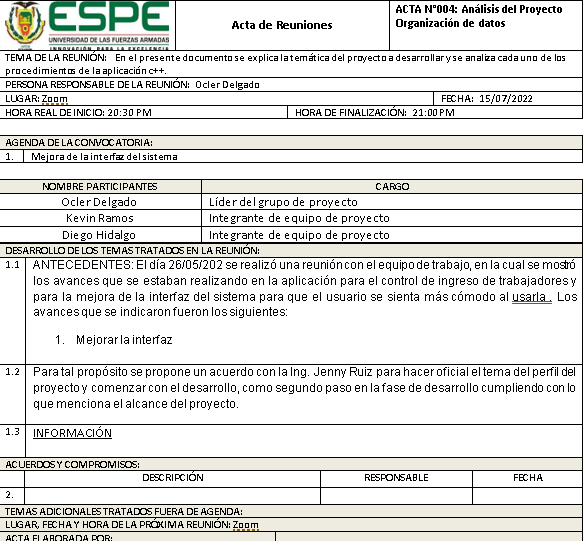 ESPE
UNIVERSIDAD DE LAS FUERZAS ARMADAS
INNOVACIÓN PARA LA EXCELENCIA
Acta de Reuniones
ACTA N°004: Análisis del Proyecto
Organización de datos
TEMA DE LA REUNIÓN: En el presente documento se explica la temática del proyecto a desarrollar y se analiza cada uno de los
procedimientos de la aplicación c++.
PERSONA RESPONSABLE DE LA REUNIÓN: Ocler Delgado
LUGAR: Zoom FECHA: 15/07/2022
HORA REAL DE INICIO: 20:30 PM HORA DE FINALIZACIÓN: 21:00 PM
AGENDA DE LA CONVOCATORIA:
1. Mejora de la interfaz del sistema
NOMBRE PARTICIPANTES CARGO
Ocler Delgado Líder del grupo de proyecto
Kevin Ramos Integrante de equipo de proyecto
Diego Hidalgo Integrante de equipo de proyecto
DESARROLLO DE LOS TEMAS TRATADOS EN LA REUNIÓN:
1.1 ANTECEDENTES: El día 26/05/202 se realizó una reunión con el equipo de trabajo, en la cual se mostró
los avances que se estaban realizando en la aplicación para el control de ingreso de trabajadores y
para la mejora de la interfaz del sistema para que el usuario se sienta más cómodo al usarla . Los
avances que se indicaron fueron los siguientes:
1. Mejorar la interfaz
1.2 Para tal propósito se propone un acuerdo con la Ing. Jenny Ruiz para hacer oficial el tema del perfil del
proyecto y comenzar con el desarrollo, como segundo paso en la fase de desarrollo cumpliendo con lo
que menciona el alcance del proyecto.
1.3 INFORMACIÓN
ACUERDOS Y COMPROMISOS:
DESCRIPCIÓN RESPONSABLE FECHA
2.
TEMAS ADICIONALES TRATADOS FUERA DE AGENDA:
LUGAR, FECHA Y HORA DE LA PRÓXIMA REUNIÓN: Zoom
ACTA ELABORADA POR: